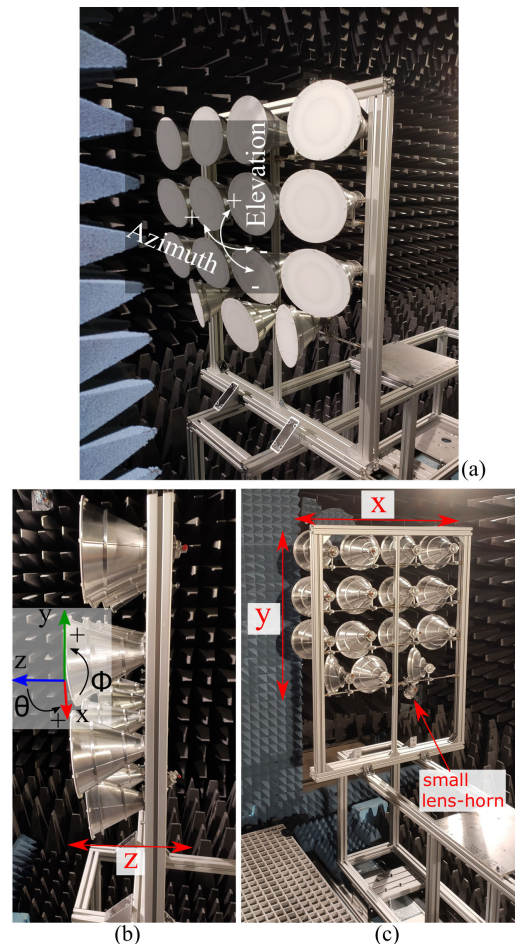 Elevation
Azimuth
+
+
-
-
(a)
y
+
z
Φ
θ
+
x
z
(b)
x
y
small
lens-horn
(c)